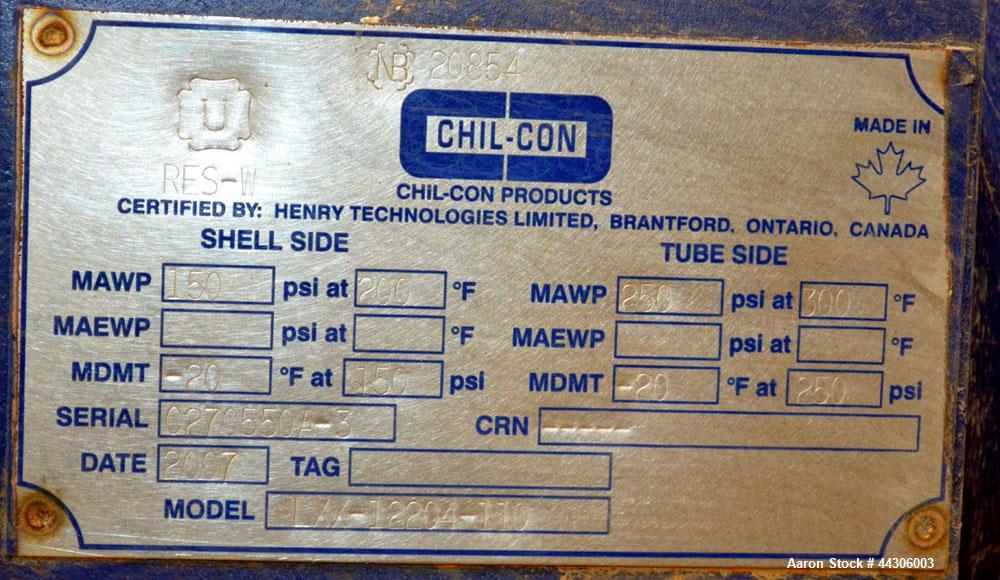 NB 20854
U
CHIL-CON
MADE IN
RES-W
CHIL-CON PRODUCTS
CERTIFIED BY: HENRY TECHNOLOGIES LIMITED, BRANTFORD, ONTARIO, CANADA
SHELL SIDE TUBE SIDE
MAWP 150 psi at 200 °F MAWP psi at 300 °F
MAEWP psi at °F MAEWP psi at °F
MDMT -20 °F at 150 psi MDMT -20 °F at 250 psi
SERIAL CRN -----
DATE 2007 TAG
MODEL
Aaron Stock # 44306003